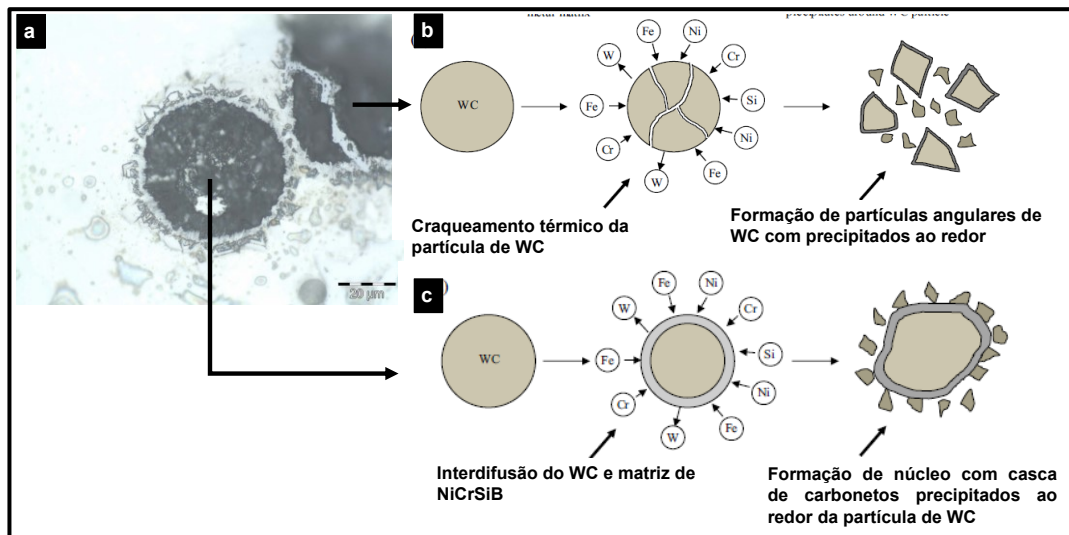 a
20 µm
b
WC
W
Fe
Ni
Cr
Si
Ni
Fe
W
Cr
Fe
Craqueamento térmico da
partícula de WC
Formação de partículas angulares de
WC com precipitados ao redor
c
WC
W
Fe
Ni
Cr
Si
Ni
Fe
W
Cr
Fe
Interdifusão do WC e matriz de
NiCrSiB
Formação de núcleo com casca
de carbonetos precipitados ao
redor da partícula de WC